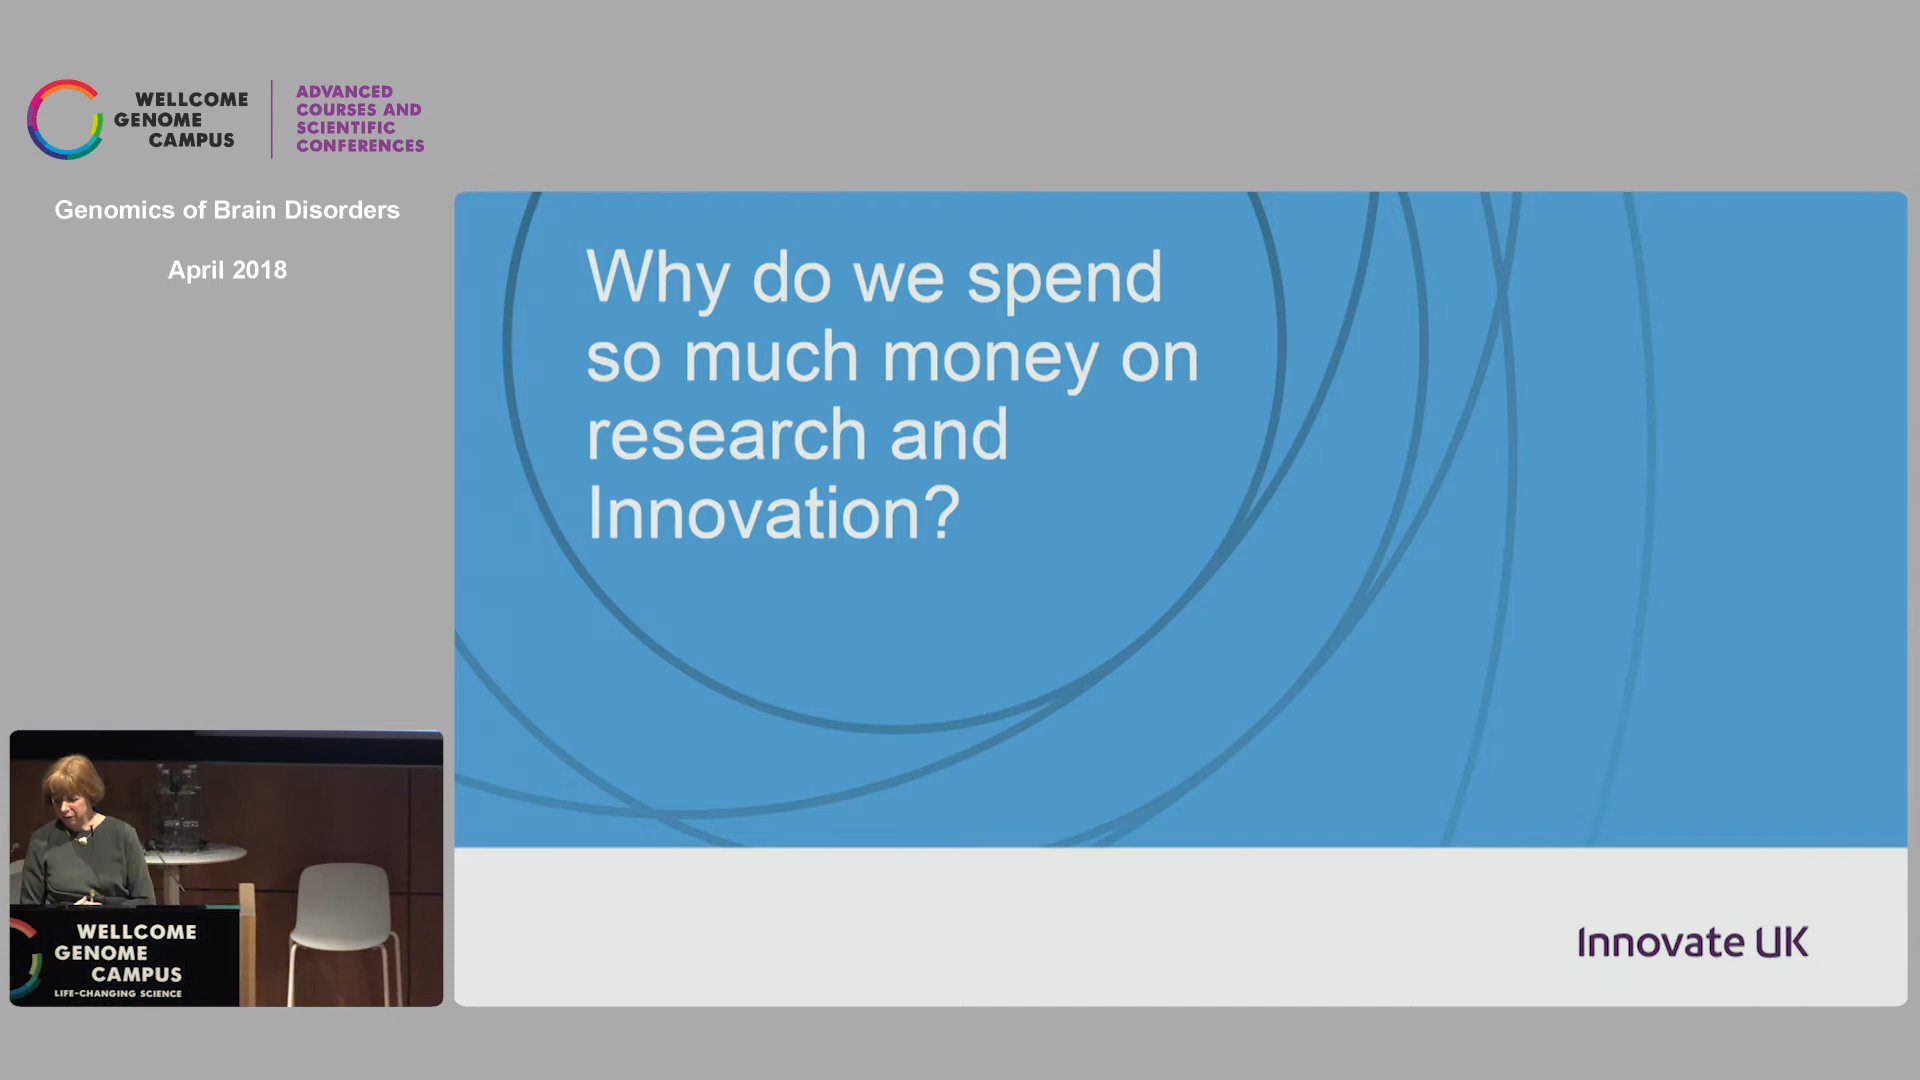 WELLCOME
GENOME
CAMPUS
ADVANCED
COURSES AND
SCIENTIFIC
CONFERENCES
Genomics of Brain Disorders
April 2018
Why do we spend
so much money on
research and
Innovation?
Innovate UK
WELLCOME
GENOME
CAMPUS
LIFE-CHANGING SCIENCE